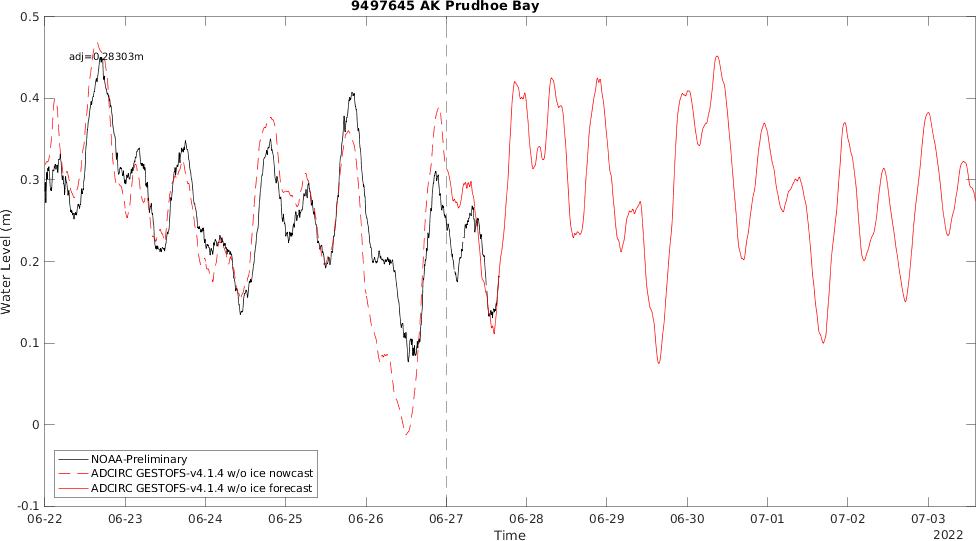 9497645 AK Prudhoe Bay
0.5
adj=0.28303m
0.4
0.3
0.2
0.1
0
-0.1
Water Level (m)
NOAA-Preliminary
ADCIRC GESTOFS-v4.1.4 w/o ice nowcast
ADCIRC GESTOFS-v4.1.4 w/o ice forecast
06-22 06-23 06-24 06-25 06-26 06-27 06-28 06-29 06-30 07-01 07-02 07-03
Time
2022